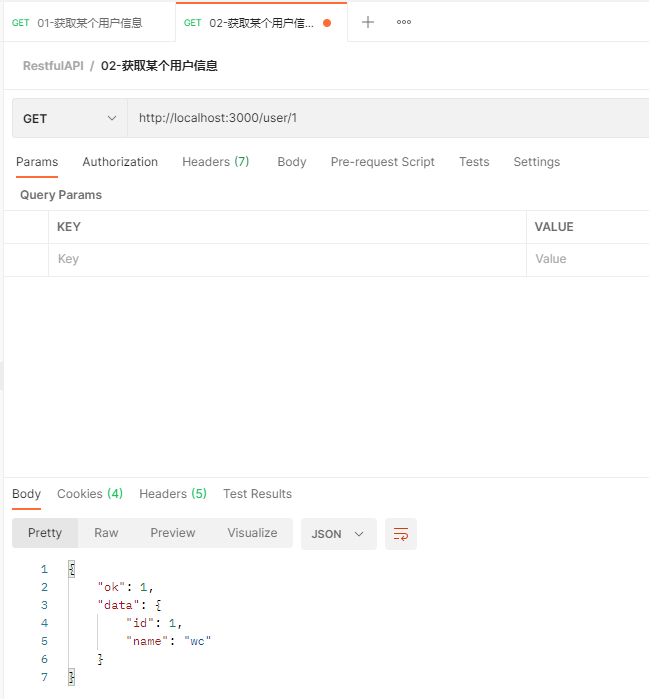 GET 01-获取某个用户信息 GET 02-获取某个用户信... + ooo
RestfulAPI / 02-获取某个用户信息
GET http://localhost:3000/user/1
Params Authorization Headers (7) Body Pre-request Script Tests Settings
Query Params
KEY VALUE
Key Value
Body Cookies (4) Headers (5) Test Results
Pretty Raw Preview Visualize JSON
1 {
2 "ok": 1,
3 "data": {
4 "id": 1,
5 "name": "wc"
6 }
7 }